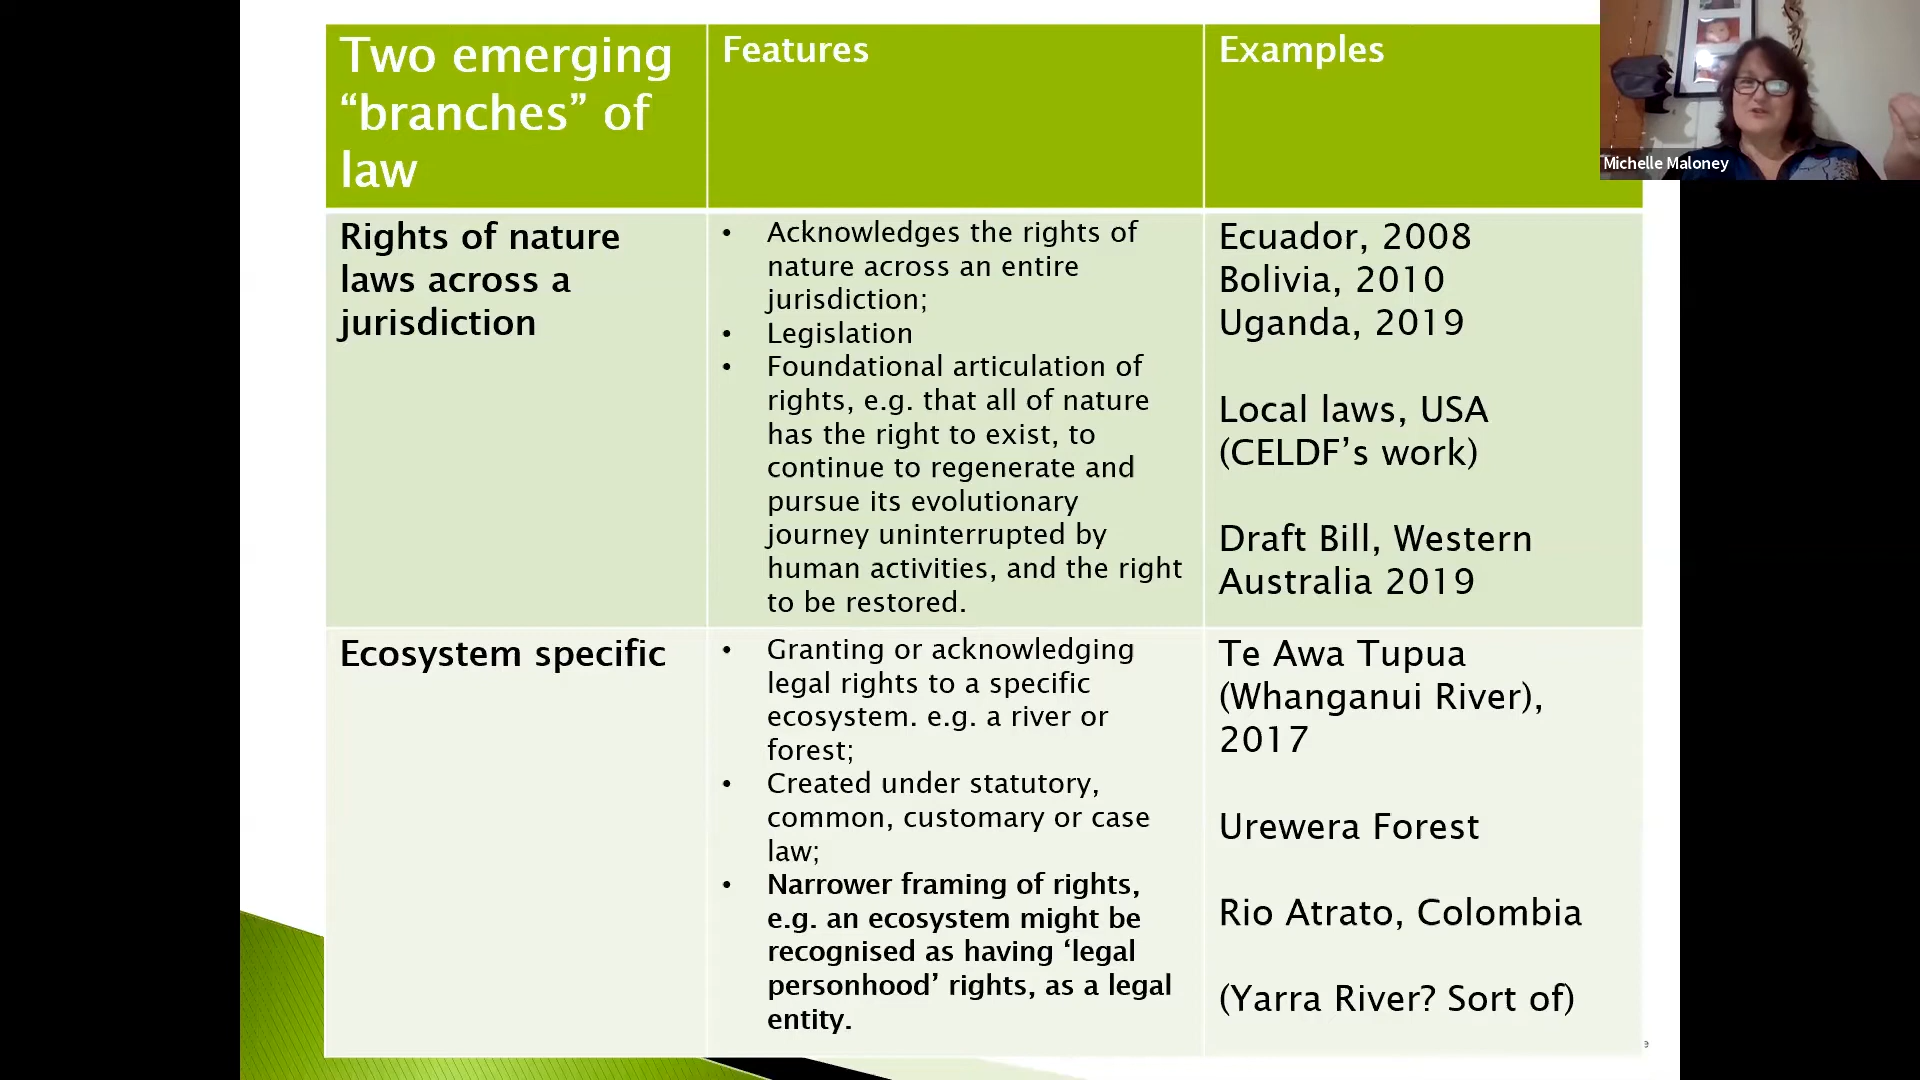 Two emerging
“branches” of
law
Features
Examples
Michelle Maloney
Rights of nature
laws across a
jurisdiction
• Acknowledges the rights of
nature across an entire
jurisdiction;
• Legislation
• Foundational articulation of
rights, e.g. that all of nature
has the right to exist, to
continue to regenerate and
pursue its evolutionary
journey uninterrupted by
human activities, and the right
to be restored.
Ecuador, 2008
Bolivia, 2010
Uganda, 2019
Local laws, USA
(CELDF’s work)
Draft Bill, Western
Australia 2019
Ecosystem specific
• Granting or acknowledging
legal rights to a specific
ecosystem. e.g. a river or
forest;
• Created under statutory,
common, customary or case
law;
• Narrower framing of rights,
e.g. an ecosystem might be
recognised as having ‘legal
personhood’ rights, as a legal
entity.
Te Awa Tupua
(Whanganui River),
2017
Urewera Forest
Rio Atrato, Colombia
(Yarra River? Sort of)